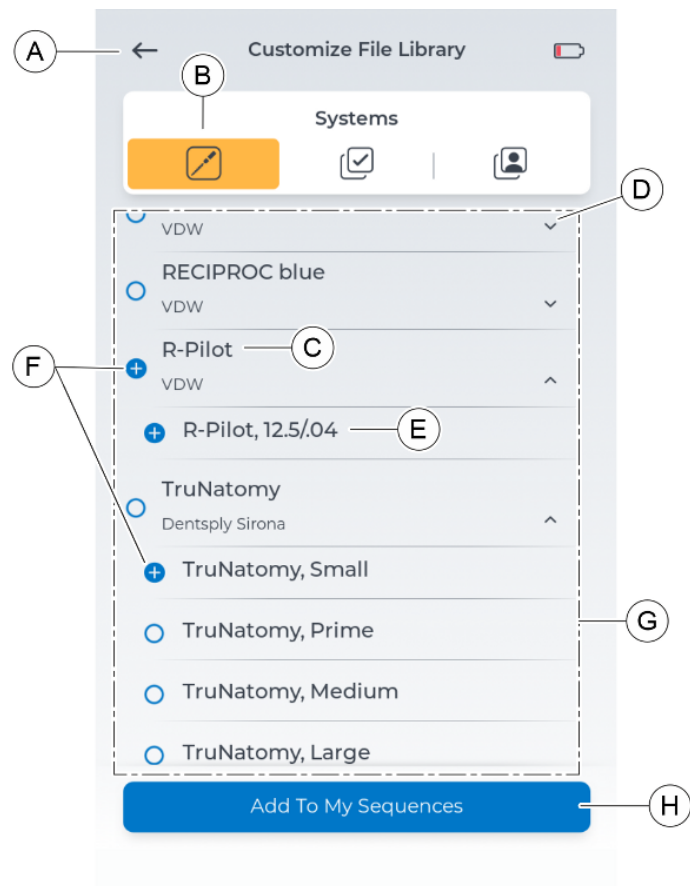 A
Customize File Library
B
Systems
D
VDW
RECIPROC blue
VDW
R-Pilot
C
F
VDW
R-Pilot, 12.5/.04
E
TruNatomy
Dentsply Sirona
TruNatomy, Small
G
TruNatomy, Prime
TruNatomy, Medium
TruNatomy, Large
Add To My Sequences
H